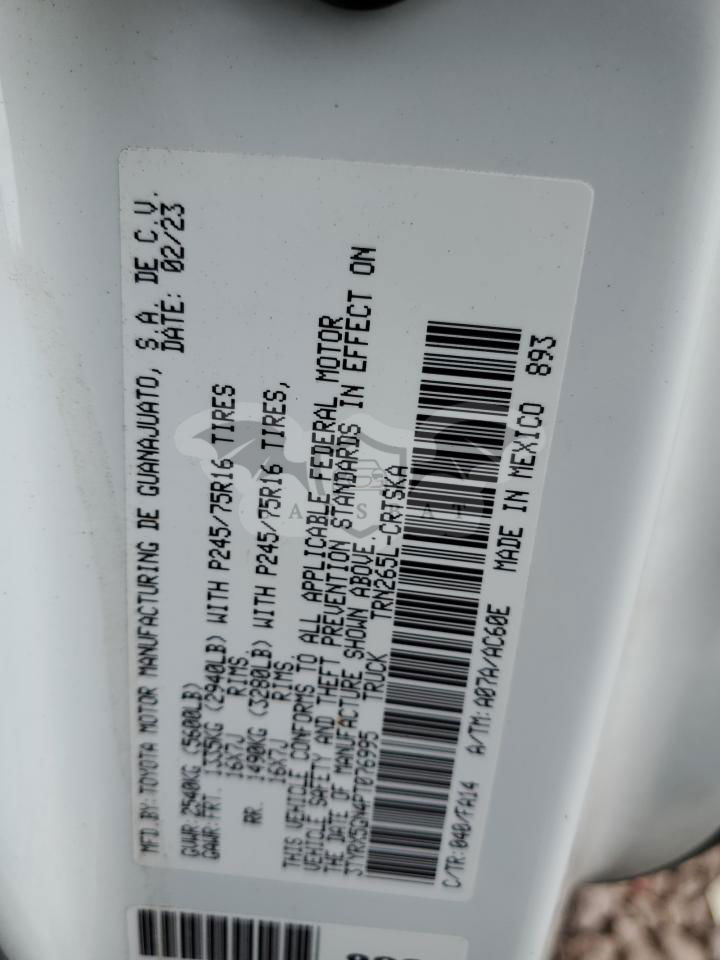 MFD. BY: TOYOTA MOTOR MANUFACTURING DE GUANAJUATO, S.A. DE C.V.
DATE: 02/23
GVWR: 2540KG (5600LB)
GAWR: FRT. 1335KG (2940LB) WITH P245/75R16 TIRES
16X7J RIMS,
RR. 1490KG (3280LB) WITH P245/75R16 TIRES,
16X7J RIMS.
THIS VEHICLE CONFORMS TO ALL APPLICABLE FEDERAL MOTOR
VEHICLE SAFETY AND THEFT PREVENTION STANDARDS IN EFFECT ON
THE DATE OF MANUFACTURE SHOWN ABOVE.
3TYRX5GN4PT076995 TRUCK TRN265L-CRTSKA
C/TR: 040/FA14 A/TM: A07A/AC60E MADE IN MEXICO 893